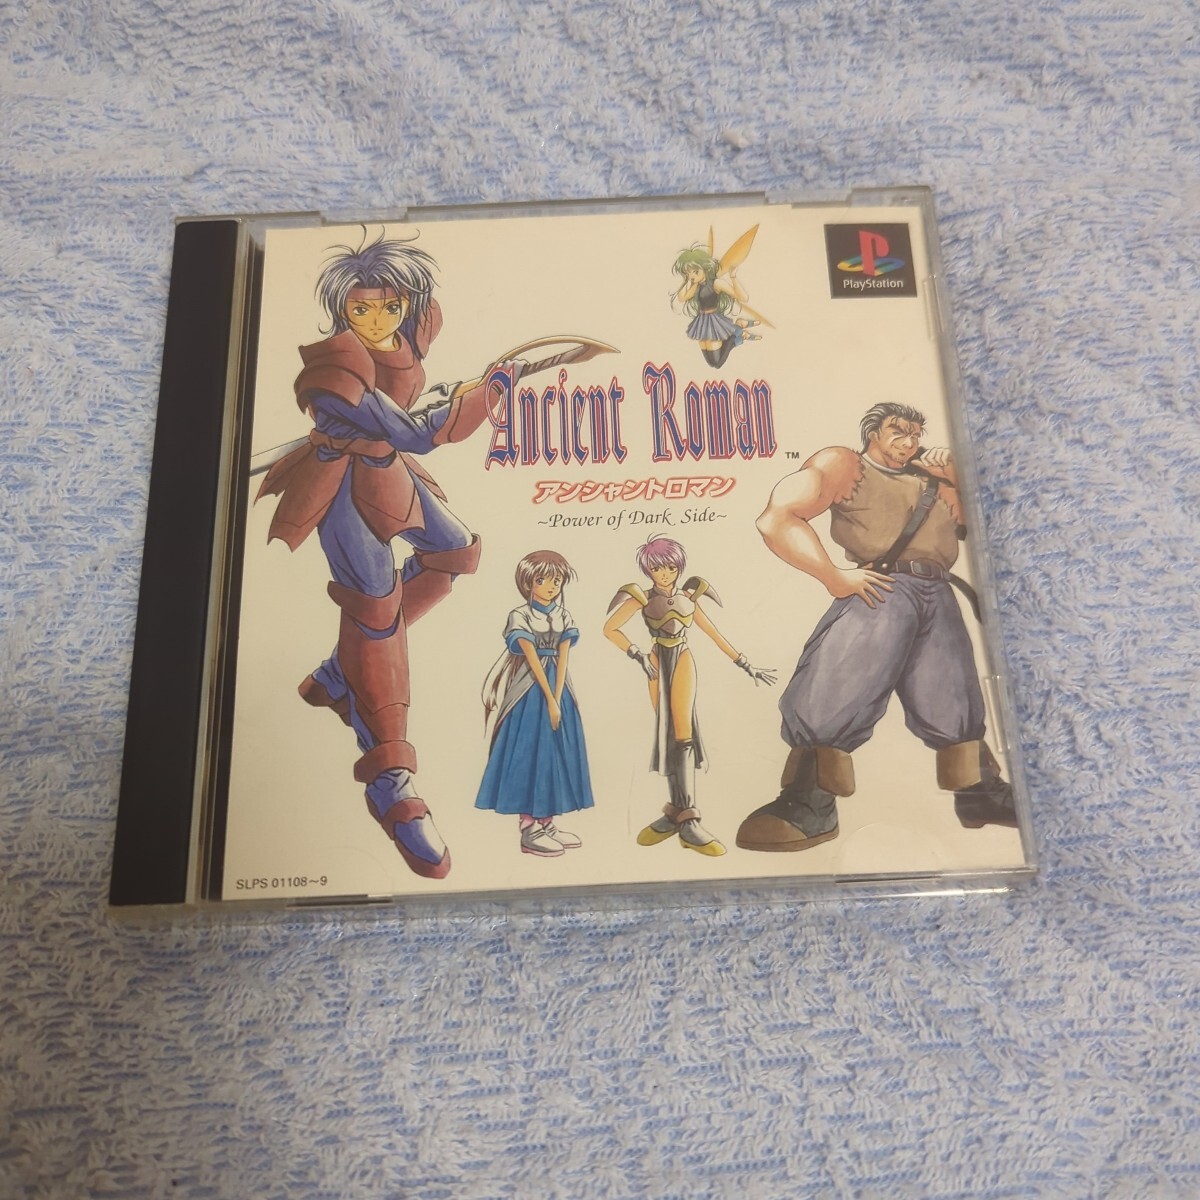 PlayStation
Ancient Roman ™
アンシャントロマン
~Power of Dark Side~
SLPS 01108~9